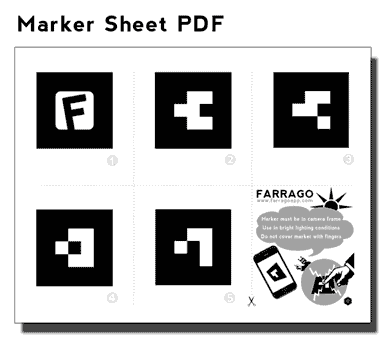 Marker Sheet PDF
F
1
2
3
FARRAGO
www.farragoapp.com
Marker must be in camera frame
Use in bright lighting conditions
Do not cover marker with fingers
4
5